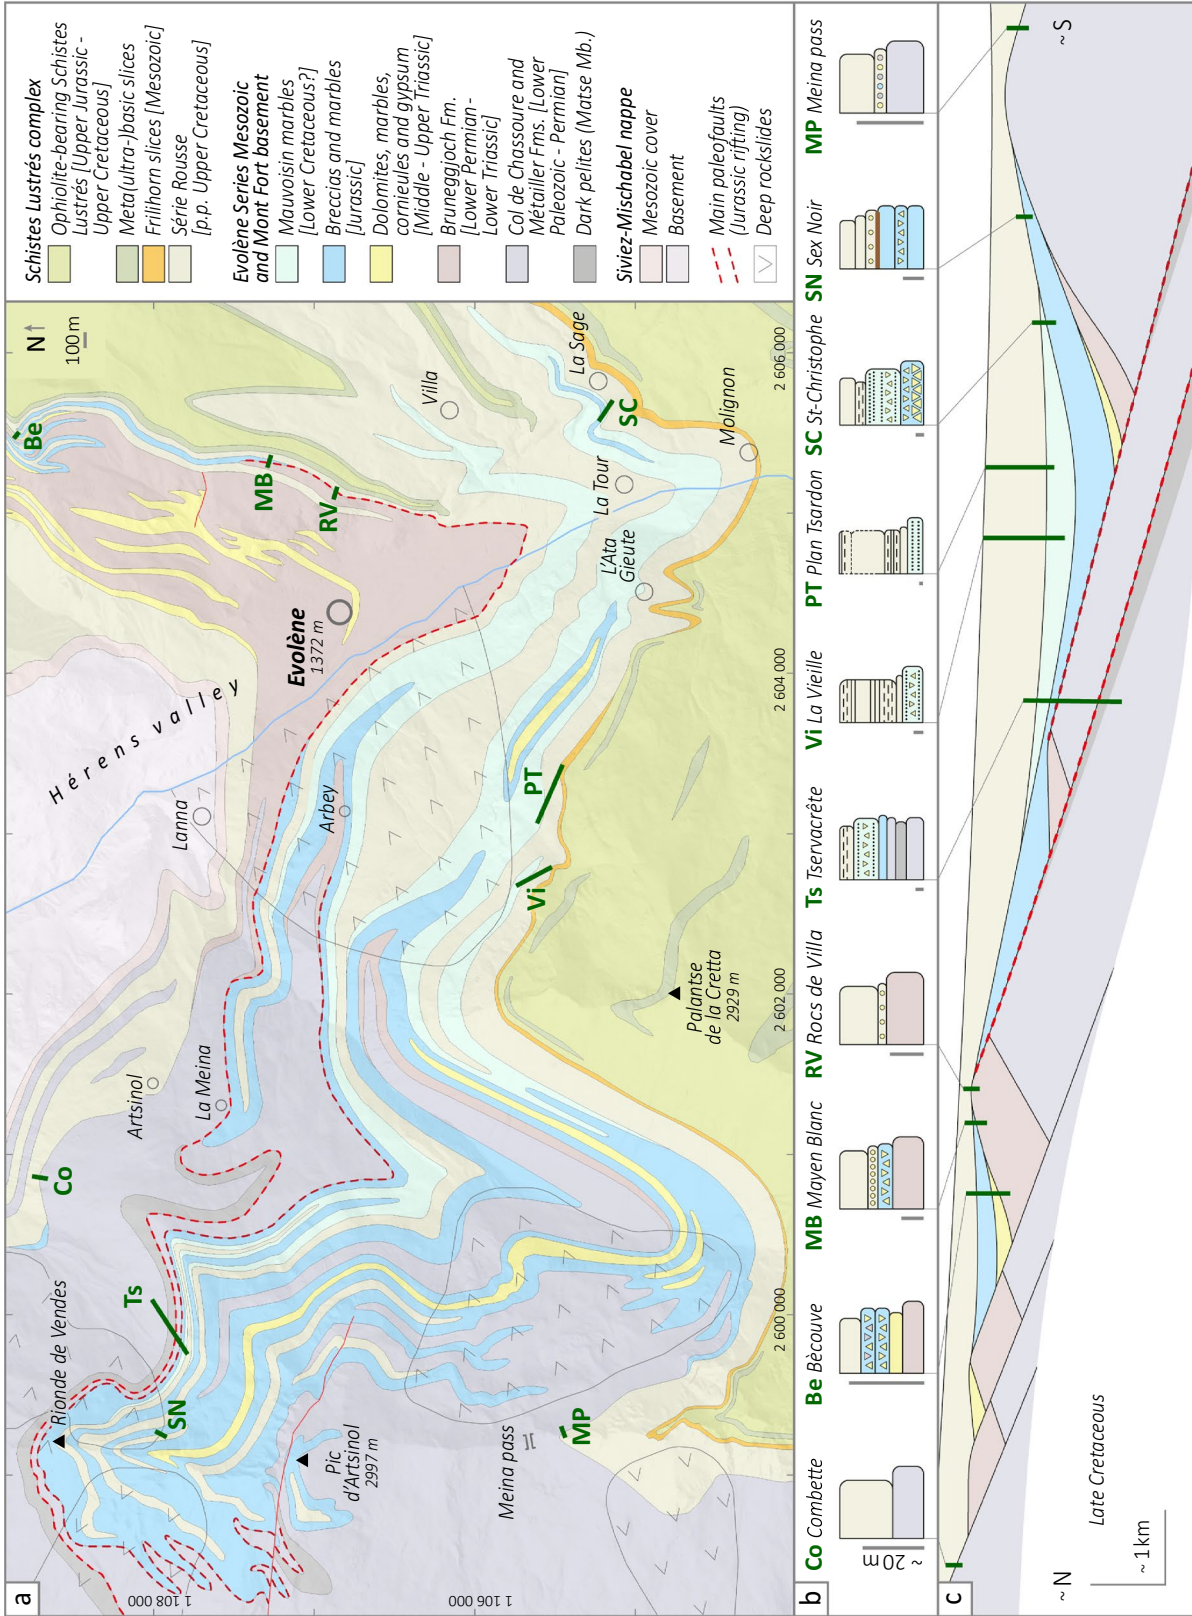 a
N
100 m
Be
MB
RV
Villa
La Sage
SC
Molignon
La Tour
L'Ata
Gieute
Evolène
1372 m
Hérens valley
Lanna
Arbey
PT
Vi
Palantse
de la Cretta
2929 m
Artsinol
La Meina
Co
Ts
Rionde de Vendes
SN
Pic
d'Artsinol
2997 m
Meina pass
MP
1 108 000
1 106 000
2 600 000
2 602 000
2 604 000
2 606 000
Schistes Lustrés complex
Ophiolite-bearing Schistes
Lustrés [Upper Jurassic -
Upper Cretaceous]
Meta(ultra-)basic slices
Frilihorn slices [Mesozoic]
Série Rousse
[p.p. Upper Cretaceous]
Evolène Series Mesozoic
and Mont Fort basement
Mauvoisin marbles
[Lower Cretaceous?]
Breccias and marbles
[Jurassic]
Dolomites, marbles,
cornieules and gypsum
[Middle - Upper Triassic]
Bruneggjoch Fm.
[Lower Permian -
Lower Triassic]
Col de Chassoure and
Métailler Fms. [Lower
Paleozoic - Permian]
Dark pelites (Matse Mb.)
Siviez-Mischabel nappe
Mesozoic cover
Basement
Main paleofaults
(Jurassic rifting)
Deep rockslides
b
Co Combette
Be Bècouve
MB Mayen Blanc
RV Rocs de Villa
Ts Tservacrête
Vi La Vieille
PT Plan Tsardon
SC St-Christophe
SN Sex Noir
MP Meina pass
~ 20 m
c
~ N
~ S
Late Cretaceous
~ 1 km